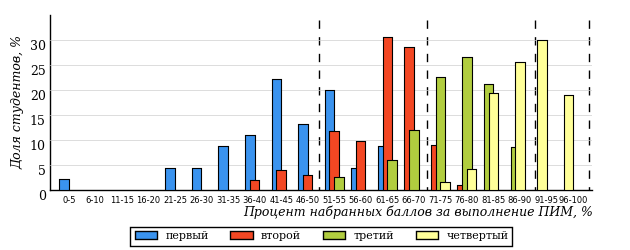 Доля студентов, %
30
25
20
15
10
5
0
0-5 6-10 11-15 16-20 21-25 26-30 31-35 36-40 41-45 46-50 51-55 56-60 61-65 66-70 71-75 76-80 81-85 86-90 91-95 96-100
Процент набранных баллов за выполнение ПИМ, %
первый второй третий четвертый